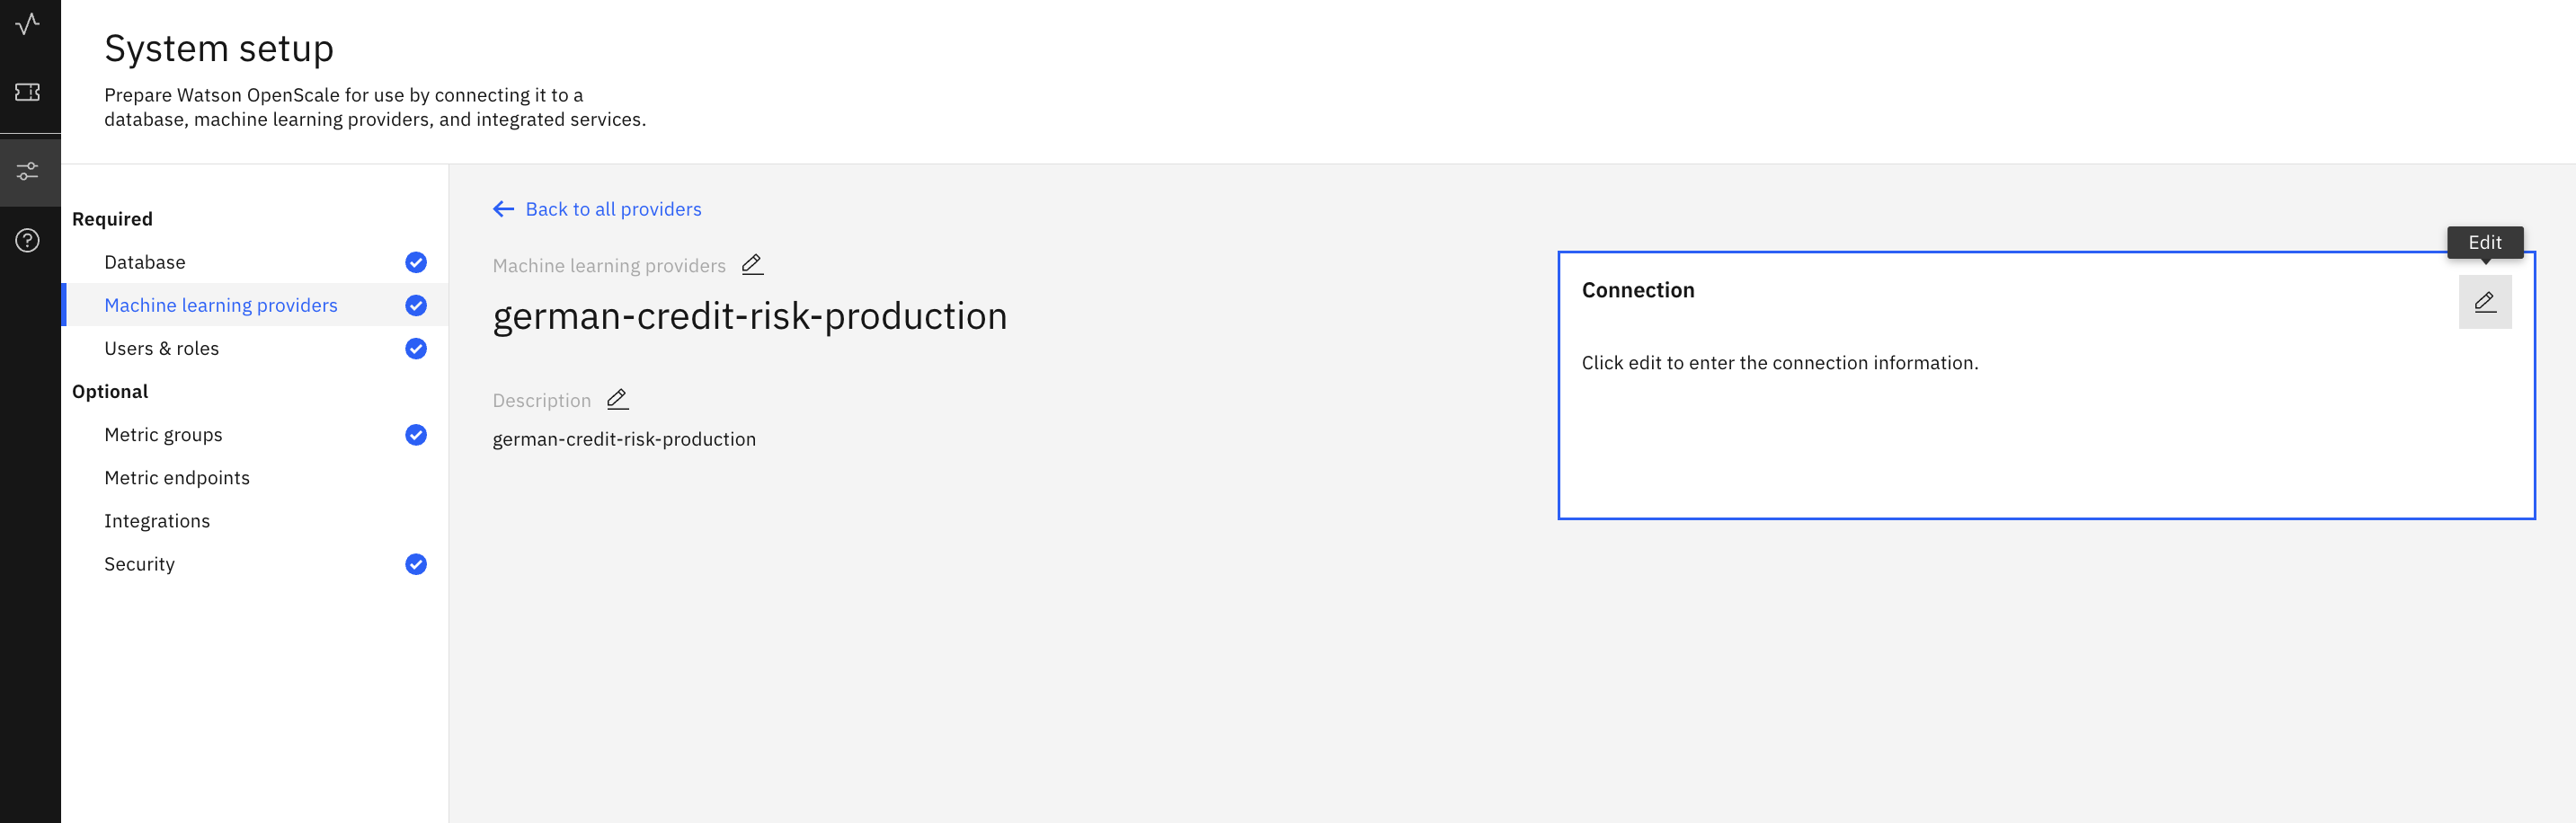 System setup
Prepare Watson OpenScale for use by connecting it to a
database, machine learning providers, and integrated services.
Required
Database
Machine learning providers
Users & roles
Optional
Metric groups
Metric endpoints
Integrations
Security
Back to all providers
Machine learning providers
german-credit-risk-production
Description
german-credit-risk-production
Edit
Connection
Click edit to enter the connection information.